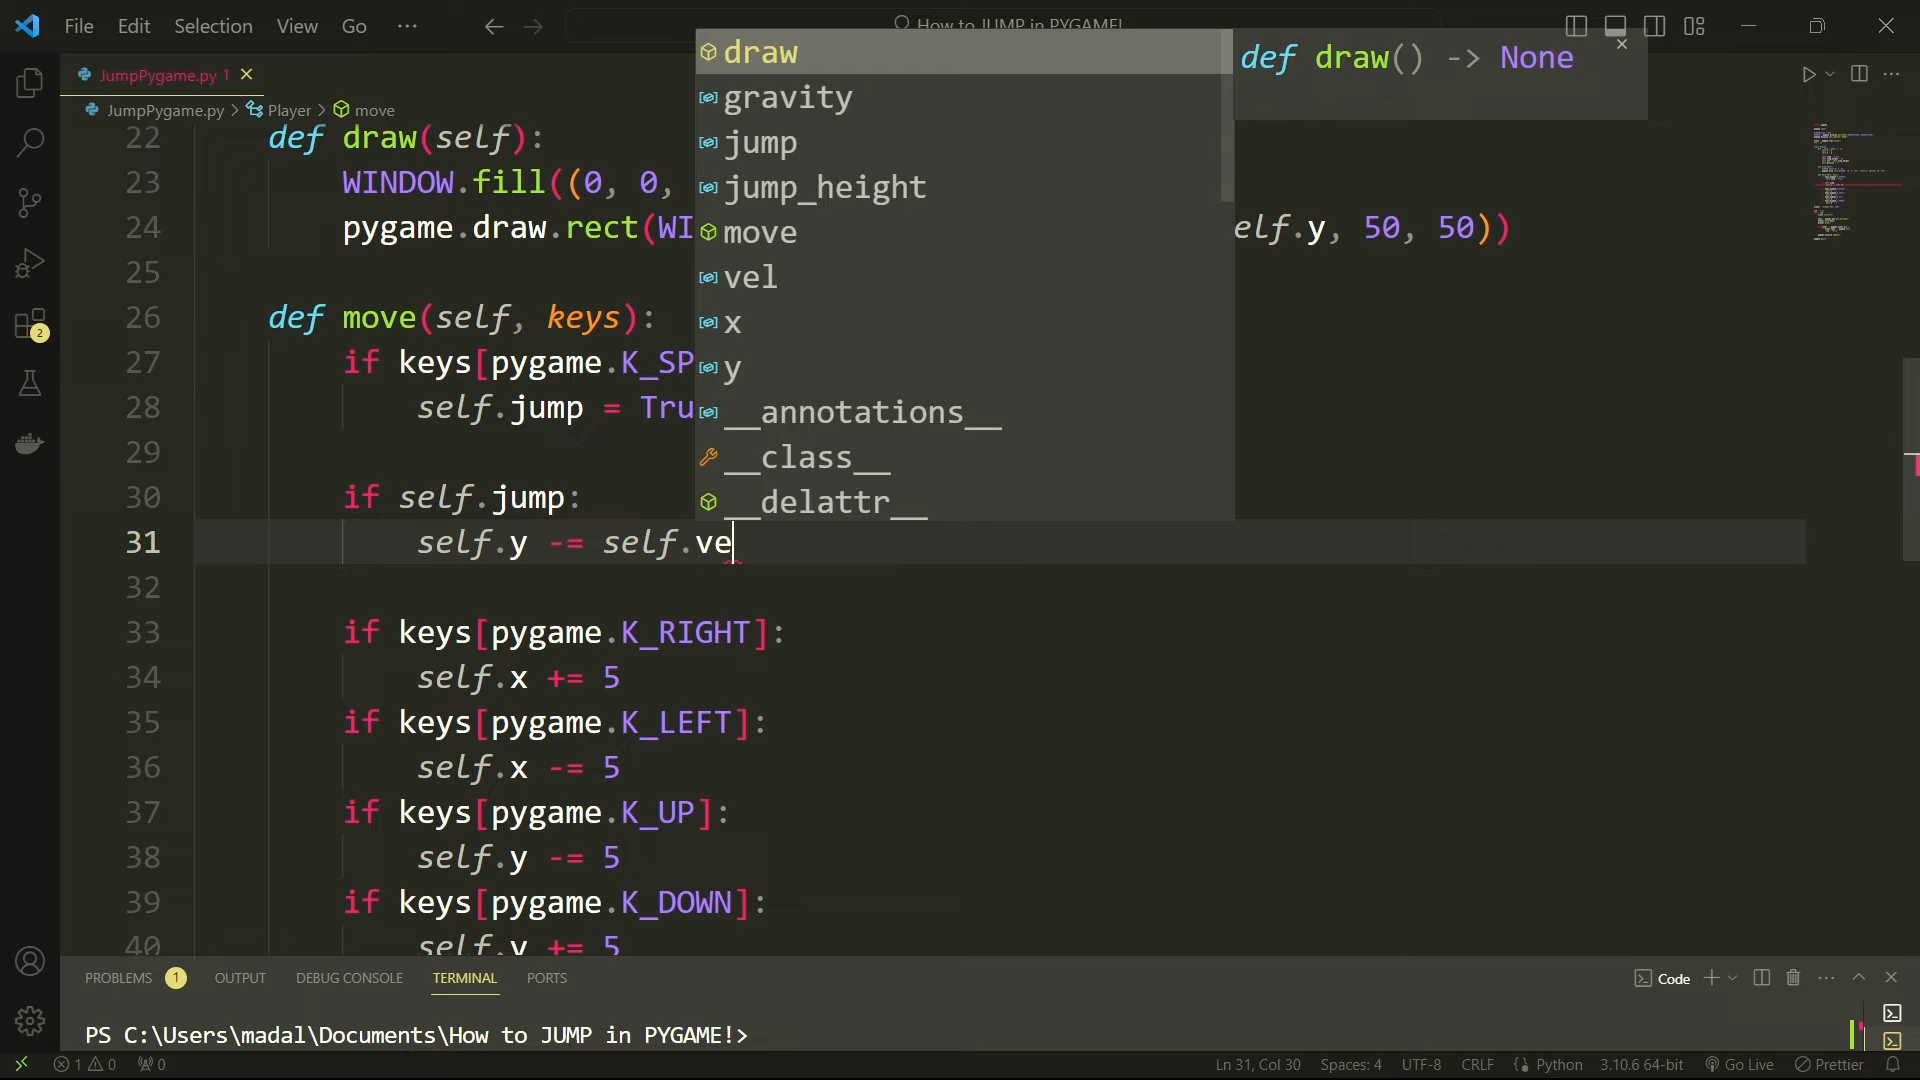 File Edit Selection View Go ··· How to JUMP in PYGAME!
JumpPygame.py 1
JumpPygame.py > Player > move
22 def draw(self):
23 WINDOW.fill((0, 0,
24 pygame.draw.rect(WI elf.y, 50, 50))
25
26 def move(self, keys):
27 if keys[pygame.K_SP
28 self.jump = Tru
29
30 if self.jump:
31 self.y -= self.ve
32
33 if keys[pygame.K_RIGHT]:
34 self.x += 5
35 if keys[pygame.K_LEFT]:
36 self.x -= 5
37 if keys[pygame.K_UP]:
38 self.y -= 5
39 if keys[pygame.K_DOWN]:
40 self.y += 5
draw
gravity
jump
jump_height
move
vel
x
y
__annotations__
__class__
__delattr__
def draw() -> None
2
PROBLEMS 1 OUTPUT DEBUG CONSOLE TERMINAL PORTS Code
PS C:\Users\madal\Documents\How to JUMP in PYGAME!>
1 0 0 Ln 31, Col 30 Spaces: 4 UTF-8 CRLF Python 3.10.6 64-bit Go Live Prettier